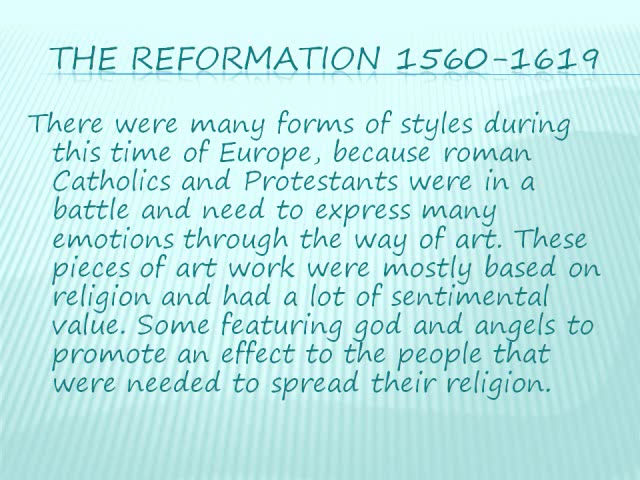 THE REFORMATION 1560-1619
There were many forms of styles during
this time of Europe, because roman
Catholics and Protestants were in a
battle and need to express many
emotions through the way of art. These
pieces of art work were mostly based on
religion and had a lot of sentimental
value. Some featuring god and angels to
promote an effect to the people that
were needed to spread their religion.